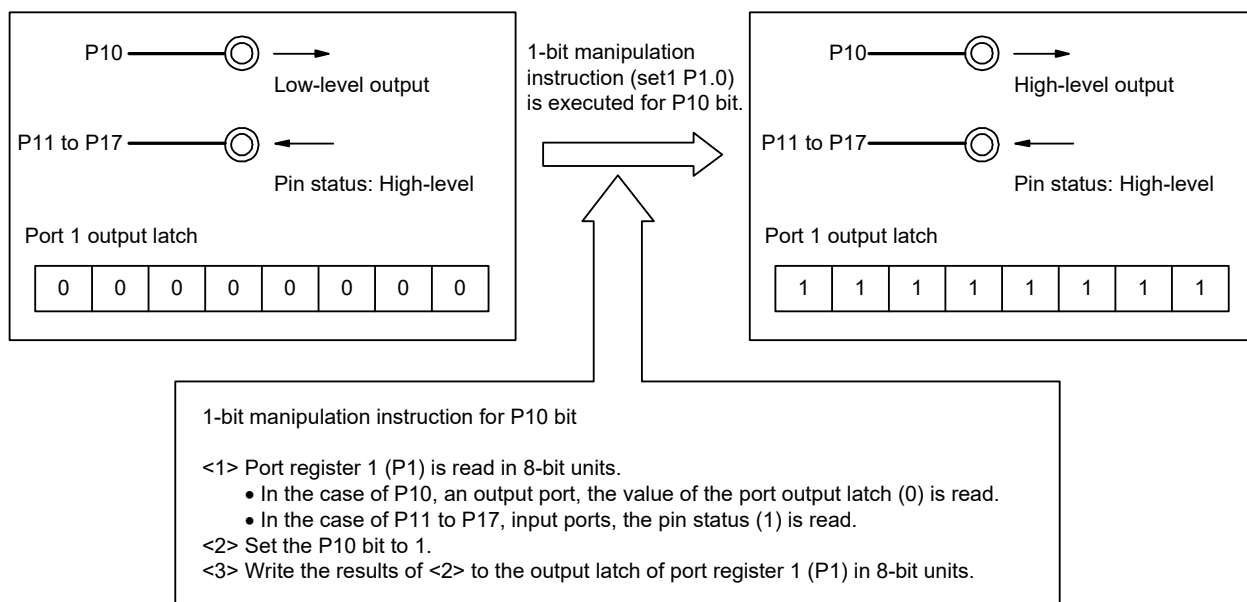 P10
Low-level output
P11 to P17
Pin status: High-level
Port 1 output latch
0 0 0 0 0 0 0 0
1-bit manipulation
instruction (set1 P1.0)
is executed for P10 bit.
P10
High-level output
P11 to P17
Pin status: High-level
Port 1 output latch
1 1 1 1 1 1 1 1
1-bit manipulation instruction for P10 bit
<1> Port register 1 (P1) is read in 8-bit units.
• In the case of P10, an output port, the value of the port output latch (0) is read.
• In the case of P11 to P17, input ports, the pin status (1) is read.
<2> Set the P10 bit to 1.
<3> Write the results of <2> to the output latch of port register 1 (P1) in 8-bit units.